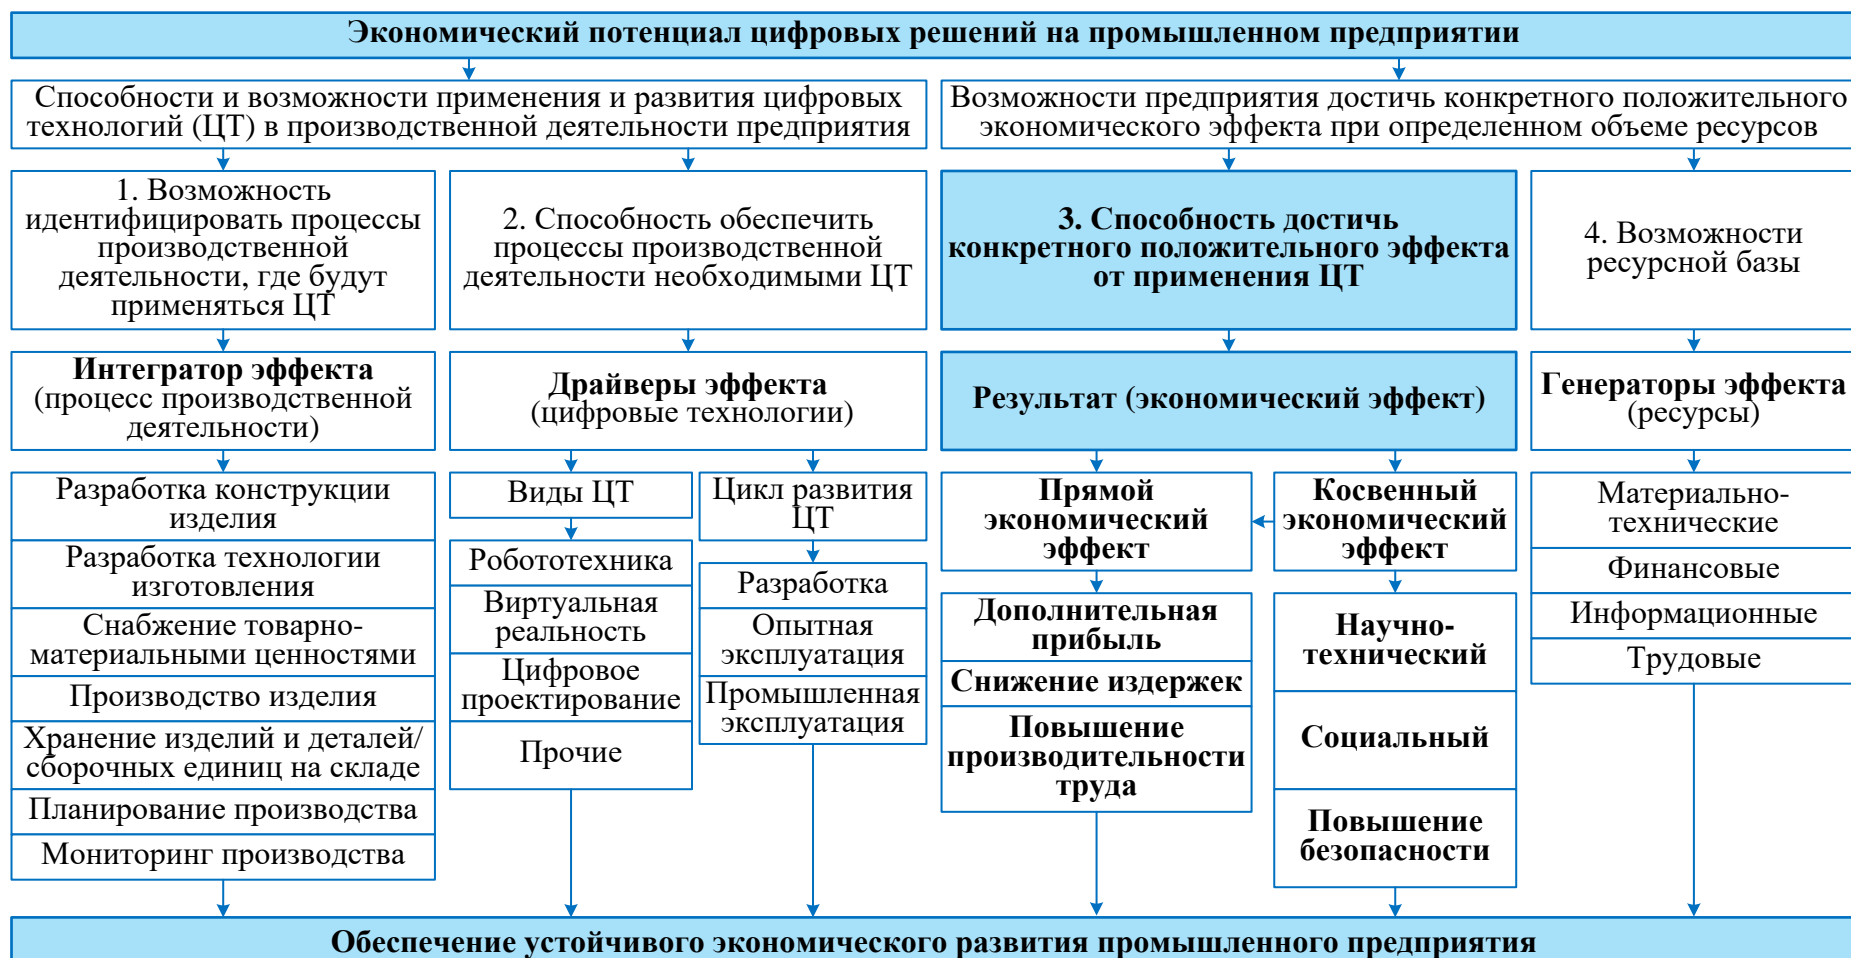 Экономический потенциал цифровых решений на промышленном предприятии
Способности и возможности применения и развития цифровых
технологий (ЦТ) в производственной деятельности предприятия
Возможности предприятия достичь конкретного положительного
экономического эффекта при определенном объеме ресурсов
1. Возможность
идентифицировать процессы
производственной
деятельности, где будут
применяться ЦТ
2. Способность обеспечить
процессы производственной
деятельности необходимыми ЦТ
3. Способность достичь
конкретного положительного эффекта
от применения ЦТ
4. Возможности
ресурсной базы
Интегратор эффекта
(процесс производственной
деятельности)
Драйверы эффекта
(цифровые технологии)
Результат (экономический эффект)
Генераторы эффекта
(ресурсы)
Разработка конструкции
изделия
Разработка технологии
изготовления
Снабжение товарно-
материальными ценностями
Производство изделия
Хранение изделий и деталей/
сборочных единиц на складе
Планирование производства
Мониторинг производства
Виды ЦТ
Робототехника
Виртуальная
реальность
Цифровое
проектирование
Прочие
Цикл развития
ЦТ
Разработка
Опытная
эксплуатация
Промышленная
эксплуатация
Прямой
экономический
эффект
Дополнительная
прибыль
Снижение издержек
Повышение
производительности
труда
Косвенный
экономический
эффект
Научно-
технический
Социальный
Повышение
безопасности
Материально-
технические
Финансовые
Информационные
Трудовые
Обеспечение устойчивого экономического развития промышленного предприятия